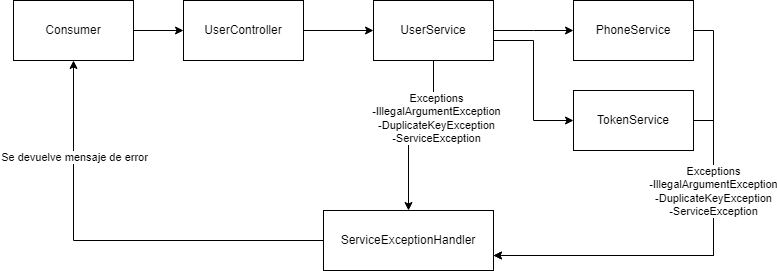 Consumer
UserController
UserService
PhoneService
TokenService
Exceptions
-IllegalArgumentException
-DuplicateKeyException
-ServiceException
Se devuelve mensaje de error
Exceptions
-IllegalArgumentException
-DuplicateKeyException
-ServiceException
ServiceExceptionHandler